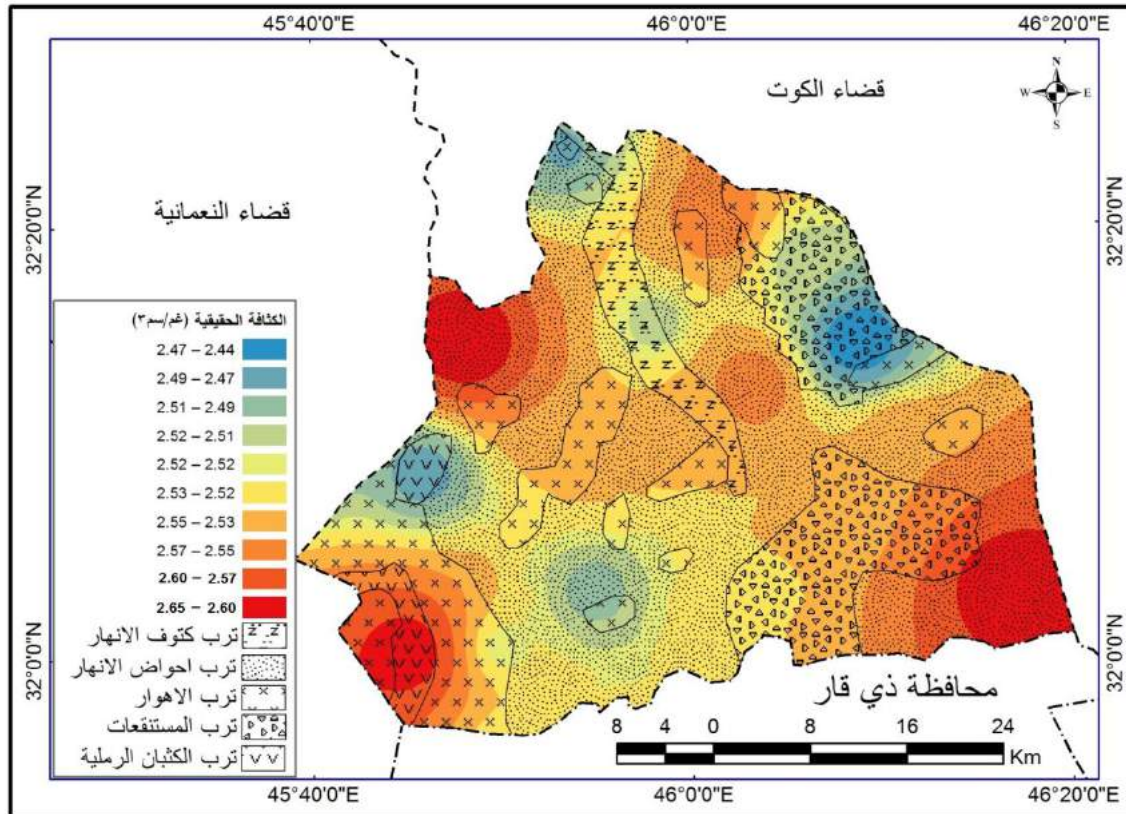 45°40'0"E 46°0'0"E 46°20'0"E
N
W E
S
قضاء الكوت
قضاء النعمانية
32°20'0"N 32°20'0"N
الكثافة الحقيقية (غم/سم٣)
2.47 – 2.44
2.49 – 2.47
2.51 – 2.49
2.52 – 2.51
2.52 – 2.52
2.53 – 2.52
2.55 – 2.53
2.57 – 2.55
2.60 – 2.57
2.65 – 2.60
ترب كتوف الانهار
ترب احواض الانهار
ترب الاهوار
ترب المستنقعات
ترب الكثبان الرملية
32°0'0"N 32°0'0"N
محافظة ذي قار
8 4 0 8 16 24
Km
45°40'0"E 46°0'0"E 46°20'0"E